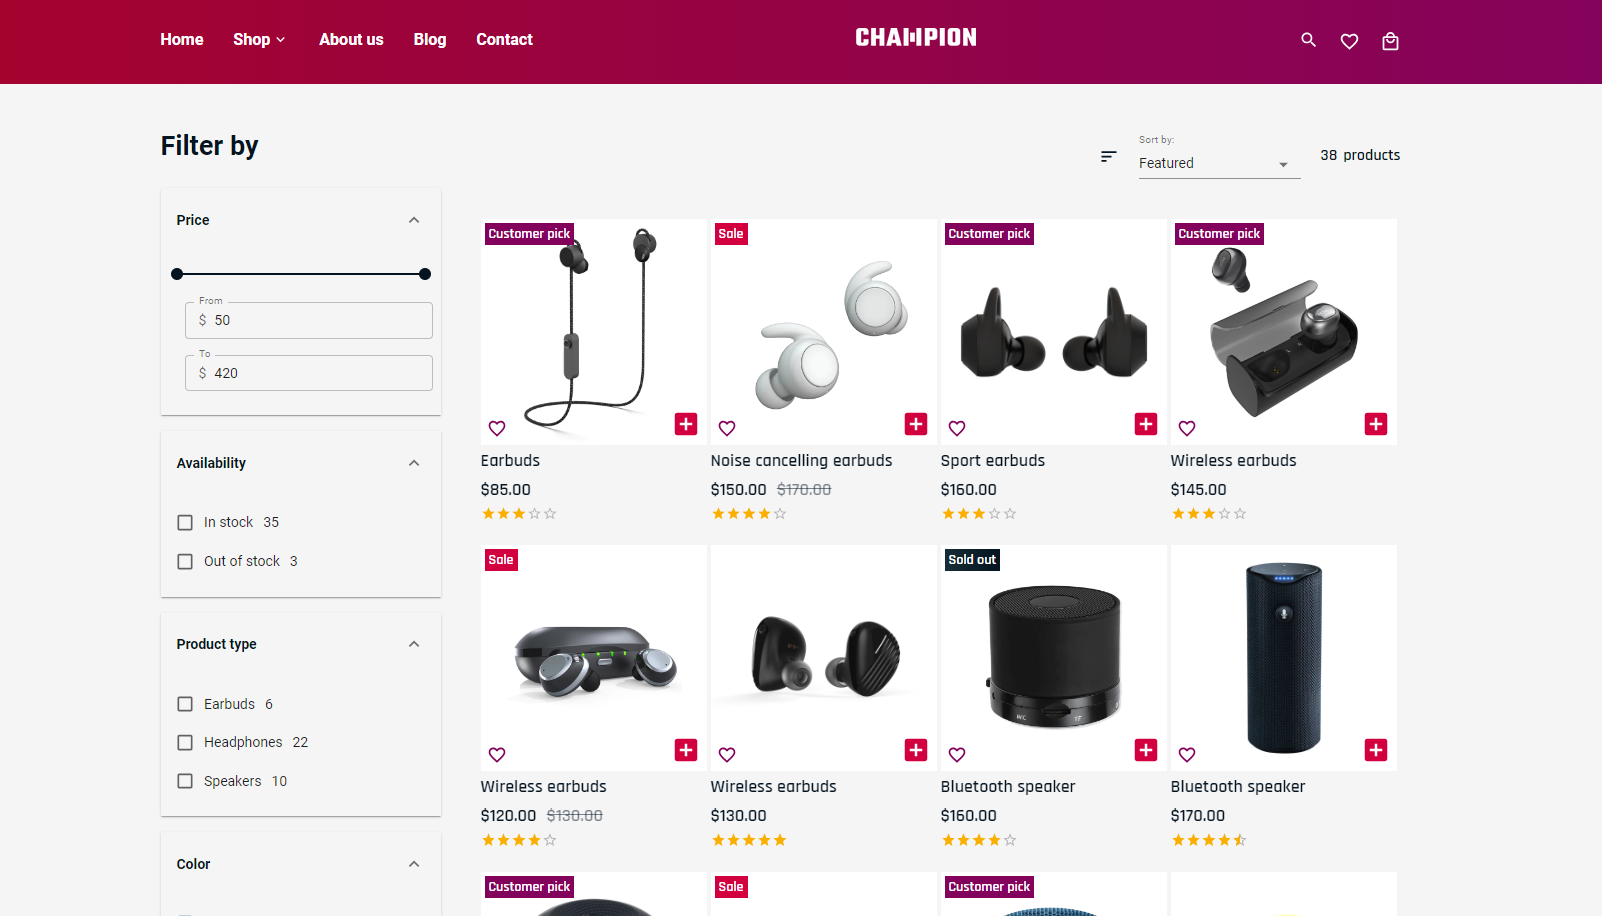 Home Shop About us Blog Contact CHAMPION
Filter by
Sort by:
Featured
38 products
Price
From
$ 50
To
$ 420
Availability
In stock 35
Out of stock 3
Product type
Earbuds 6
Headphones 22
Speakers 10
Color
Customer pick
Earbuds
$85.00
Sale
Noise cancelling earbuds
$150.00 $170.00
Customer pick
Sport earbuds
$160.00
Customer pick
Wireless earbuds
$145.00
Sale
Wireless earbuds
$120.00 $130.00
Wireless earbuds
$130.00
Sold out
MIC TF
Bluetooth speaker
$160.00
Bluetooth speaker
$170.00
Customer pick
Sale
Customer pick